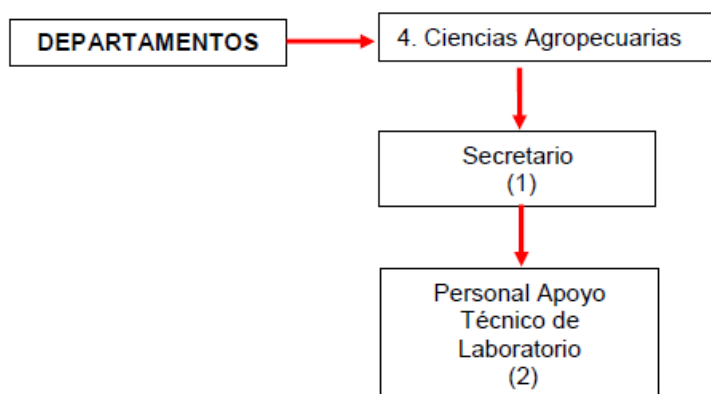 DEPARTAMENTOS
4. Ciencias Agropecuarias
Secretario
(1)
Personal Apoyo
Técnico de
Laboratorio
(2)